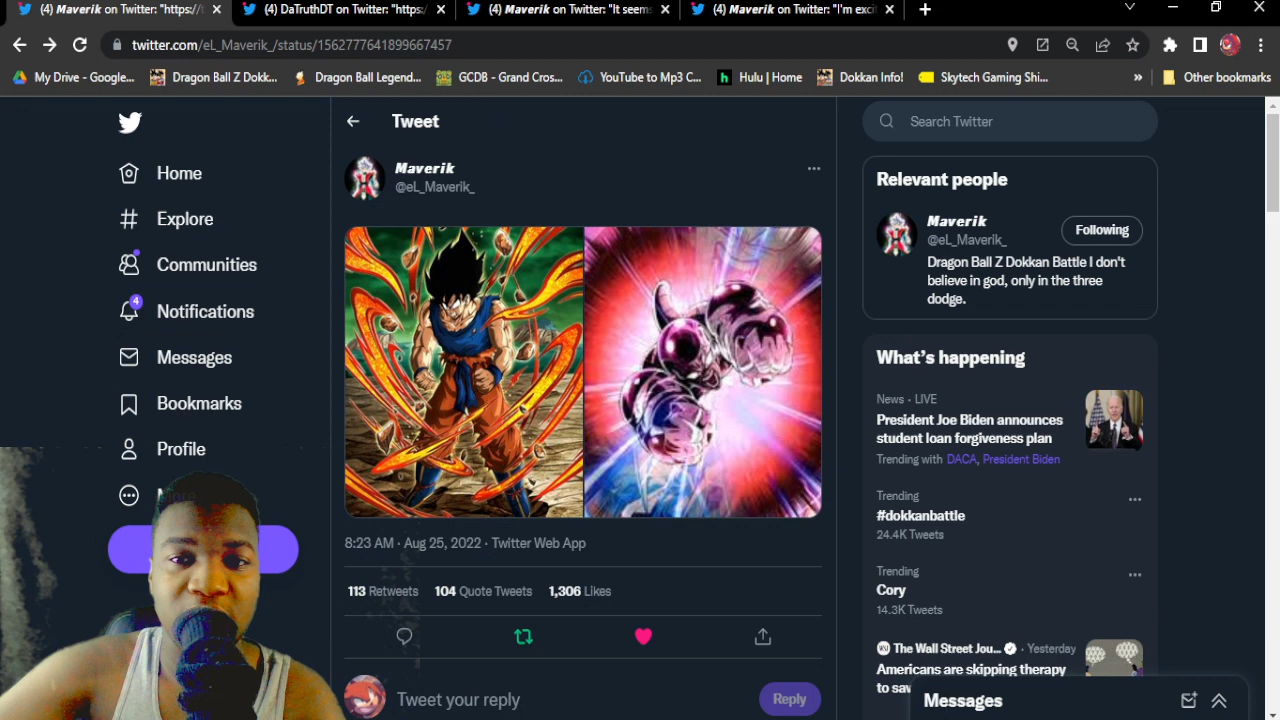 (4) Maverik on Twitter: "https://t
(4) DaTruthDT on Twitter: "https:/
(4) Maverik on Twitter: "It seems
(4) Maverik on Twitter: "I'm exci
twitter.com/eL_Maverik_/status/1562777641899667457
My Drive - Google...
Dragon Ball Z Dokk...
Dragon Ball Legend...
GCDB - Grand Cros...
YouTube to Mp3 C...
Hulu | Home
Dokkan Info!
Skytech Gaming Shi...
»
Other bookmarks
Home
Explore
Communities
4
Notifications
Messages
Bookmarks
Profile
More
Tweet
Maverik
@eL_Maverik_
8:23 AM · Aug 25, 2022 · Twitter Web App
113 Retweets 104 Quote Tweets 1,306 Likes
Tweet your reply
Reply
Search Twitter
Relevant people
Maverik
@eL_Maverik_
Following
Dragon Ball Z Dokkan Battle I don't
believe in god, only in the three
dodge.
What's happening
News · LIVE
President Joe Biden announces
student loan forgiveness plan
Trending with DACA, President Biden
Trending
#dokkanbattle
24.4K Tweets
Trending
Cory
14.3K Tweets
The Wall Street Jou... · Yesterday
Americans are skipping therapy
to sav
Messages